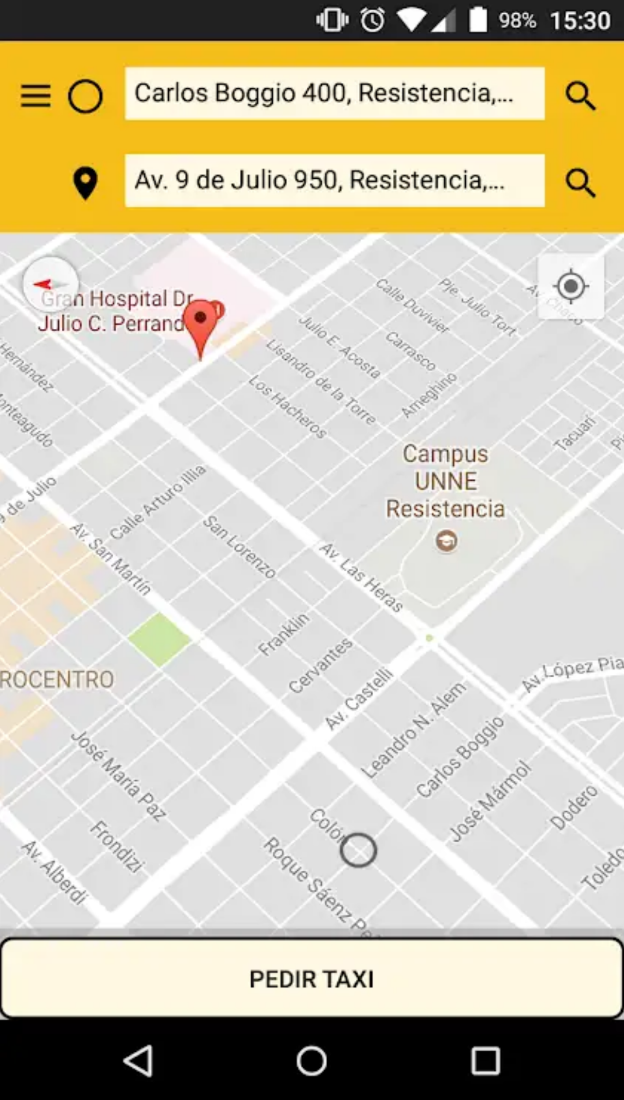 98% 15:30
Carlos Boggio 400, Resistencia,...
Av. 9 de Julio 950, Resistencia,...
Gran Hospital Dr
Julio C. Perrand
Calle Duvivier
Pje. Julio Tort
Julio E. Acosta
Carrasco
Lisandro de la Torre
Ameghino
Los Hacheros
Hernández
onteagudo
Tacuarí
Campus
UNNE
Resistencia
9 de Julio
Calle Arturo Illia
Av. San Martín
San Lorenzo
Av. Las Heras
Franklin
Cervantes
ROCENTRO
Av. Castelli
Av. López Pia
Leandro N. Alem
Carlos Boggio
José María Paz
José Mármol
Dodero
Frondizi
Colón
Av. Alberdi
Roque Sáenz Pe
Toledo
PEDIR TAXI